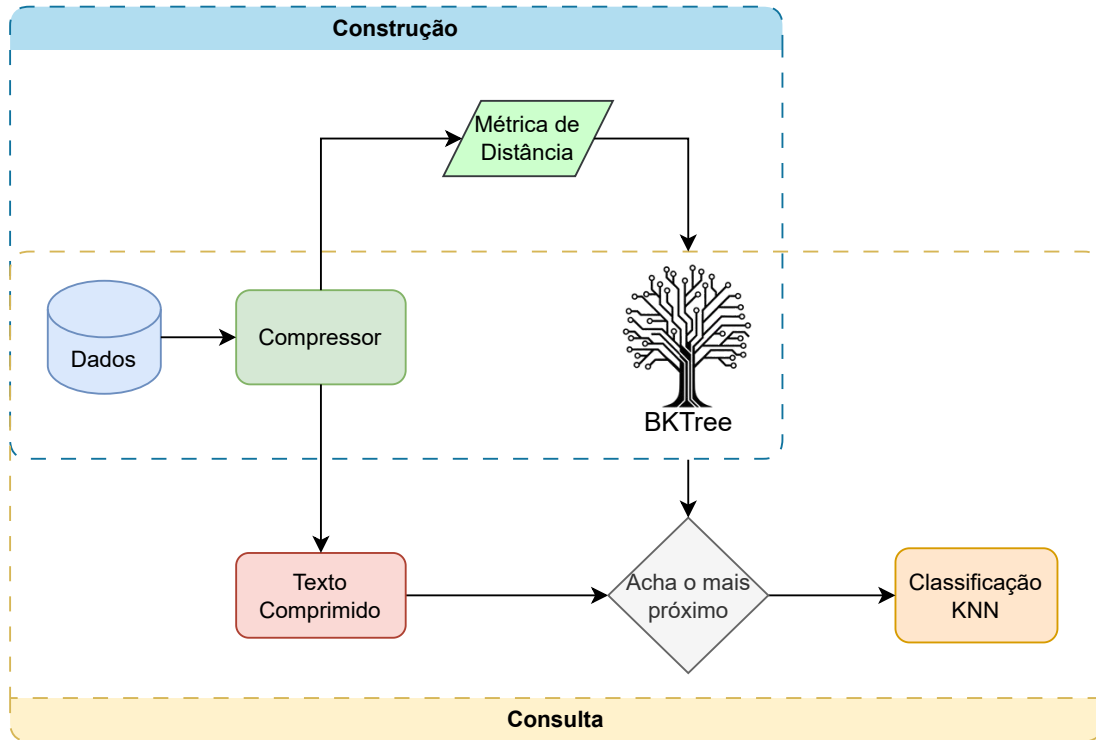 Construção
Métrica de
Distância
Dados
Compressor
BKTree
Texto
Comprimido
Acha o mais
próximo
Classificação
KNN
Consulta